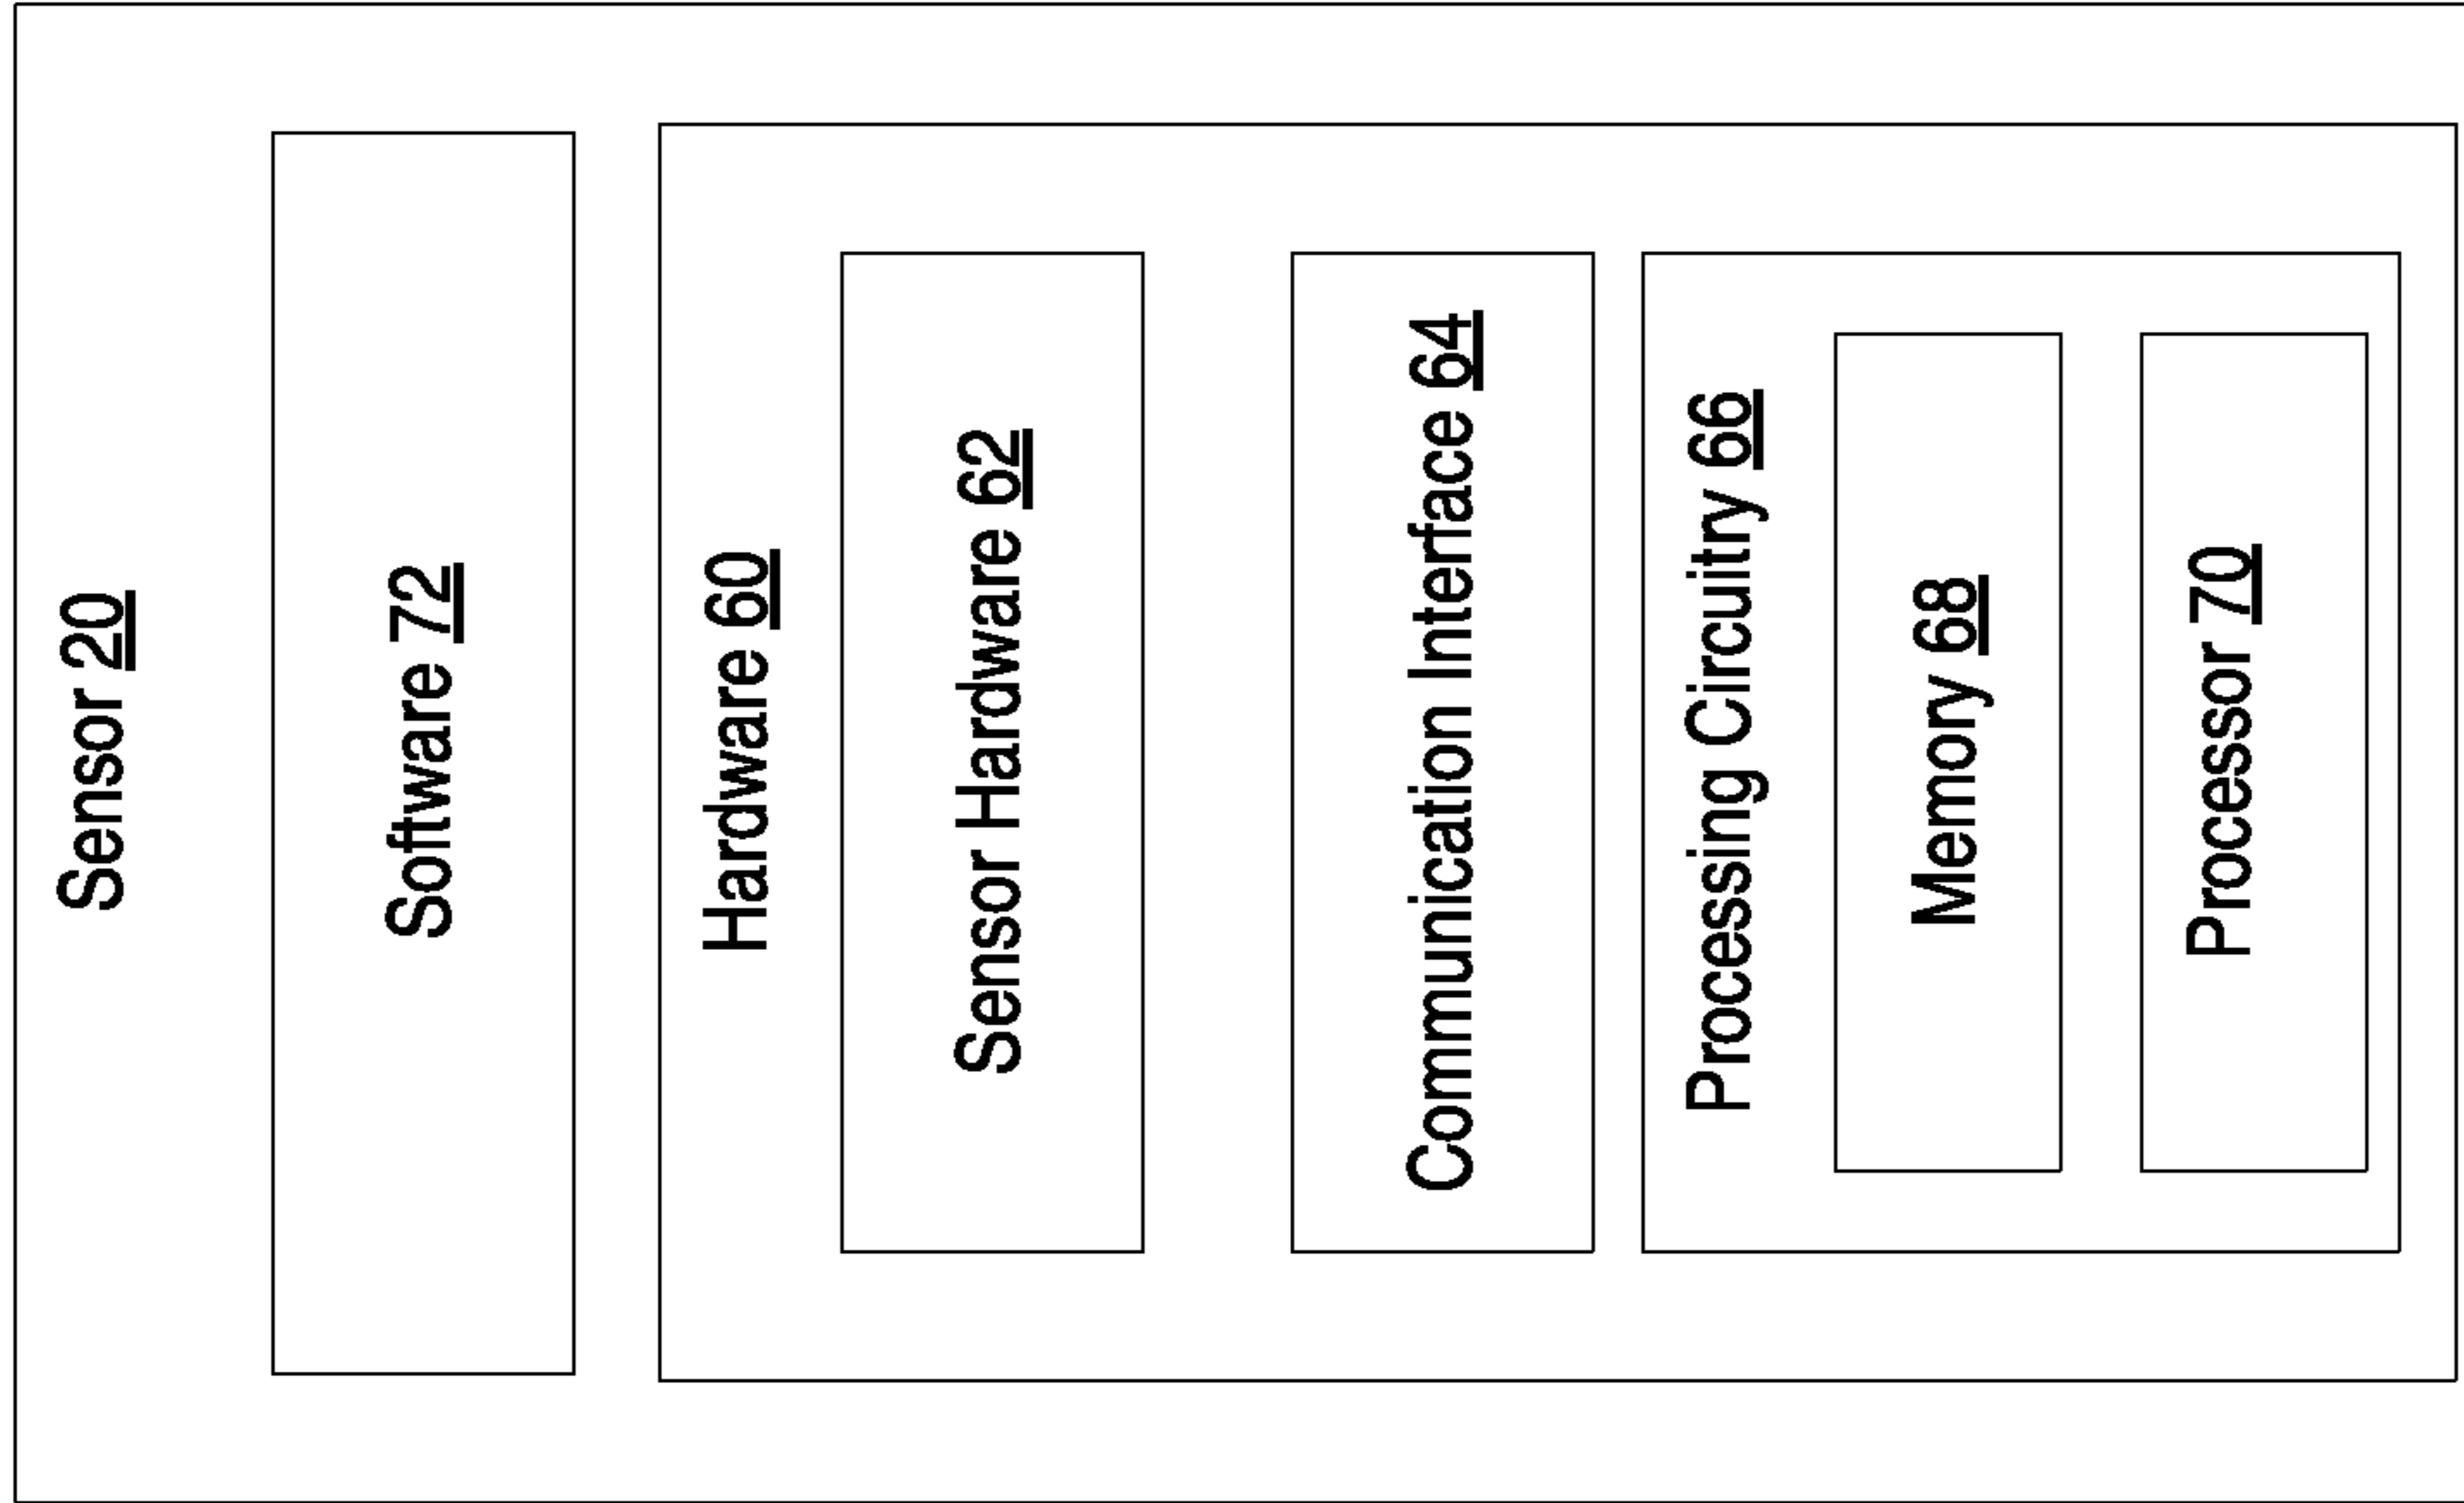 Sensor 20
Software 72
Hardware 60
Sensor Hardware 62
Communication Interface 64
Processing Circuitry 66
Memory 68
Processor 70